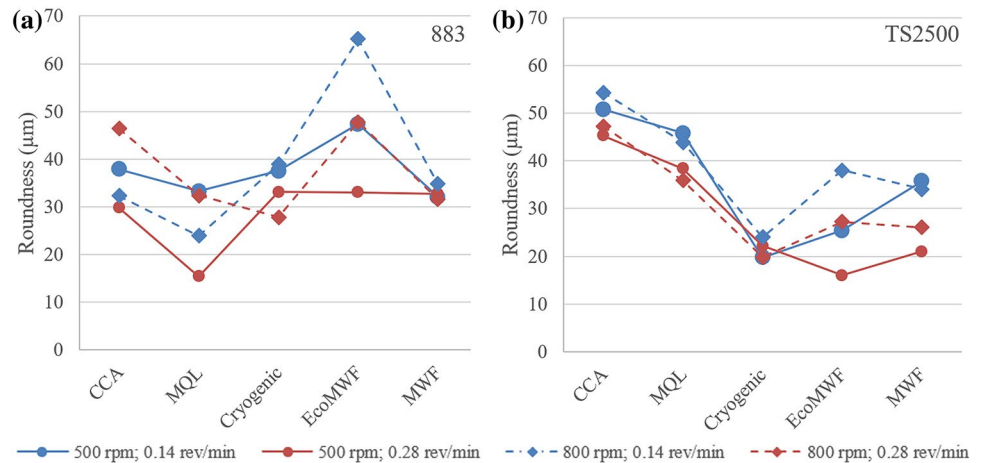 (a)
883
Roundness (μm)
70
60
50
40
30
20
10
0
CCA
MQL
Cryogenic
EcoMWF
MWF
(b)
TS2500
Roundness (μm)
70
60
50
40
30
20
10
0
CCA
MQL
Cryogenic
EcoMWF
MWF
500 rpm; 0.14 rev/min
500 rpm; 0.28 rev/min
800 rpm; 0.14 rev/min
800 rpm; 0.28 rev/min